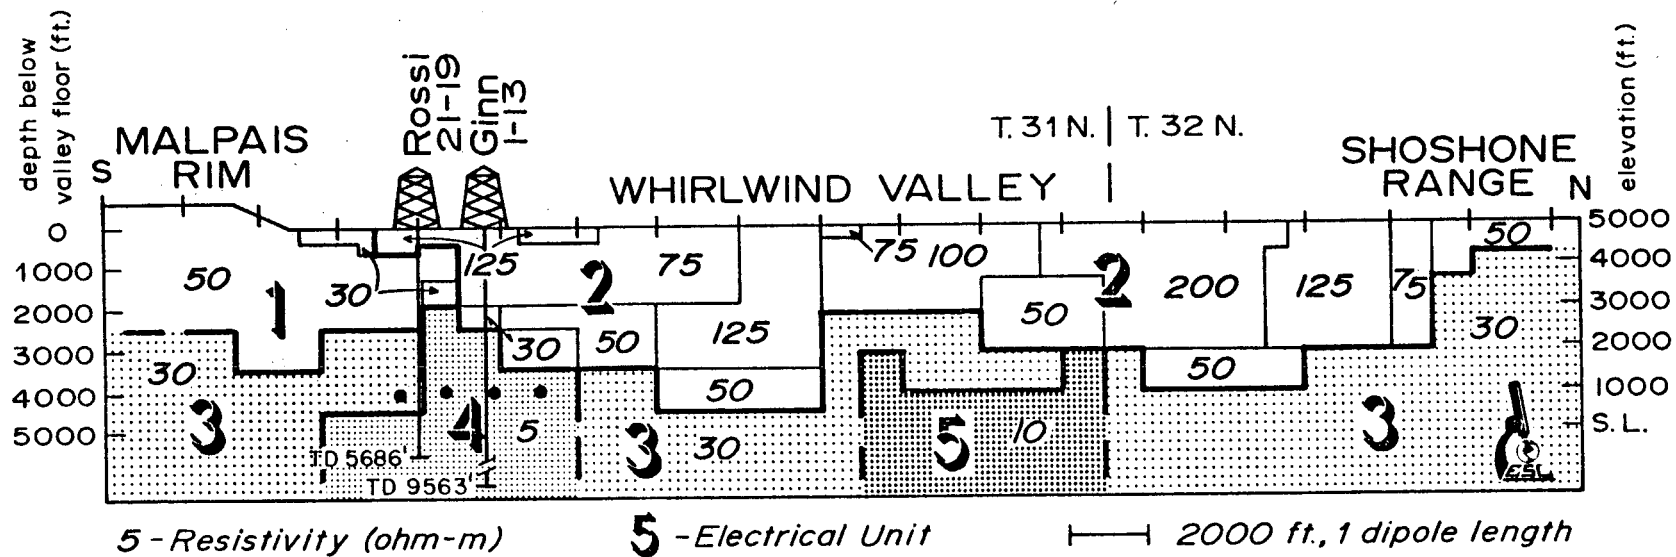 depth below
valley floor (ft.)
MALPAIS
RIM
S
Rossi
21-19
Ginn
1-13
WHIRLWIND VALLEY
T. 31 N. | T. 32 N.
SHOSHONE
RANGE
N
elevation (ft.)
0
1000
2000
3000
4000
5000
5000
4000
3000
2000
1000
S.L.
50
1
30
125
2
75
75
100
2
200
125
75
50
50
30
50
125
30
50
50
30
3
4
5
3
30
5
10
3
TD 5686'
TD 9563'
ESL
5 - Resistivity (ohm-m)
5 - Electrical Unit
2000 ft., 1 dipole length